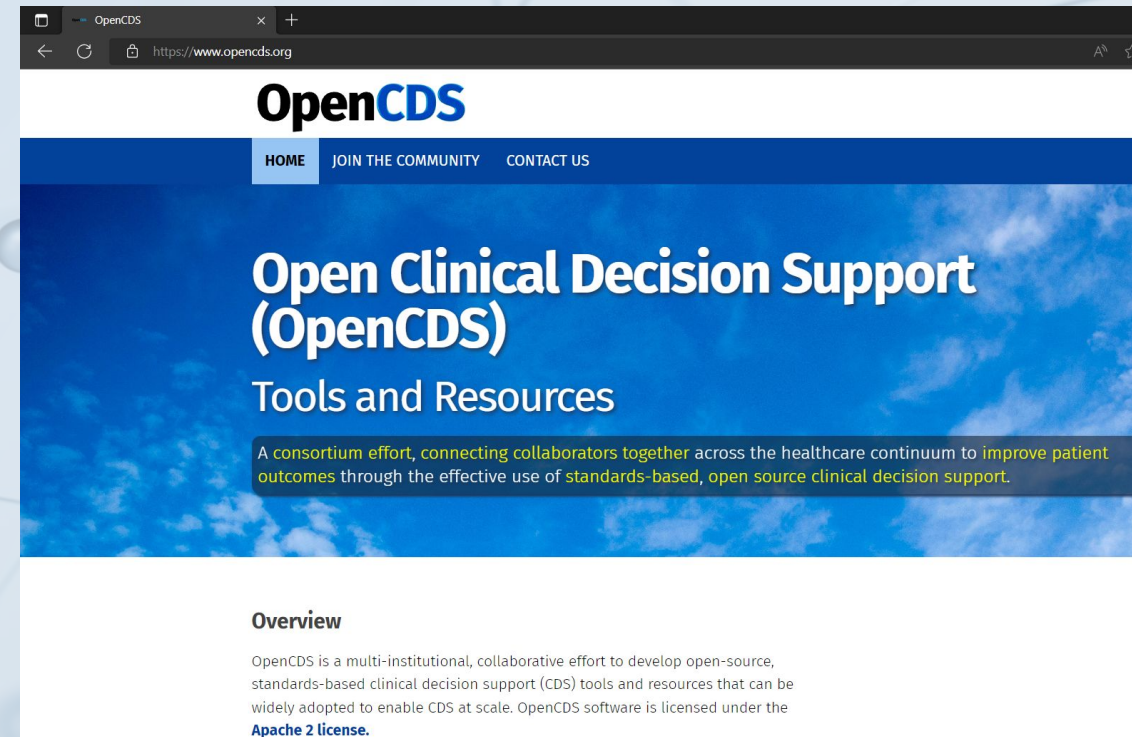 OpenCDS
https://www.opencds.org
OpenCDS
HOME JOIN THE COMMUNITY CONTACT US
Open Clinical Decision Support
(OpenCDS)
Tools and Resources
A consortium effort, connecting collaborators together across the healthcare continuum to improve patient
outcomes through the effective use of standards-based, open source clinical decision support.
Overview
OpenCDS is a multi-institutional, collaborative effort to develop open-source,
standards-based clinical decision support (CDS) tools and resources that can be
widely adopted to enable CDS at scale. OpenCDS software is licensed under the
Apache 2 license.